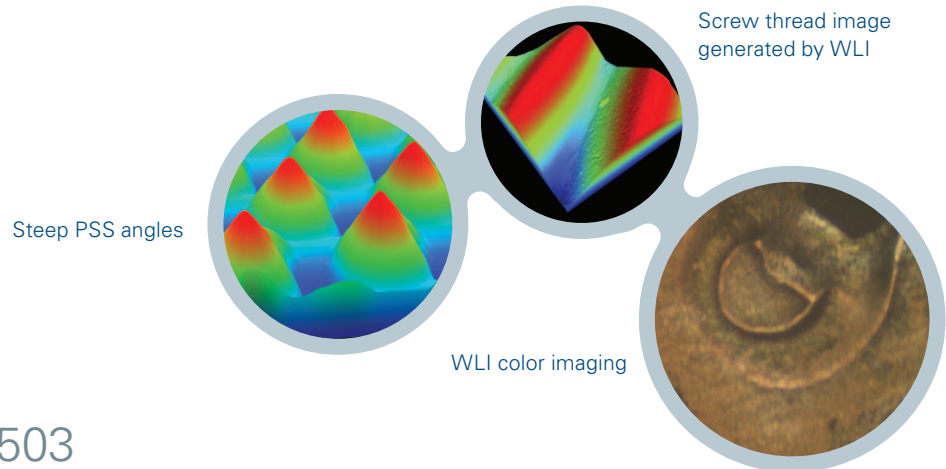 Screw thread image
generated by WLI
Steep PSS angles
WLI color imaging
503